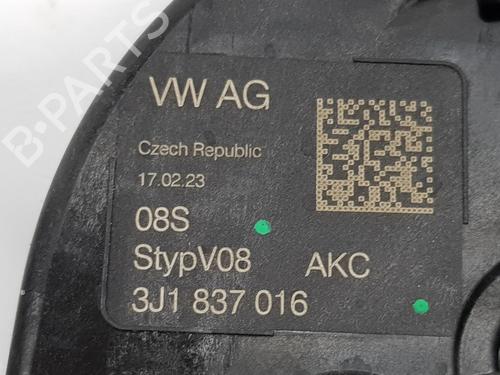 VW AG
Czech Republic
17.02.23
08S
StypV08 AKC
3J1 837 016
B-PARTS